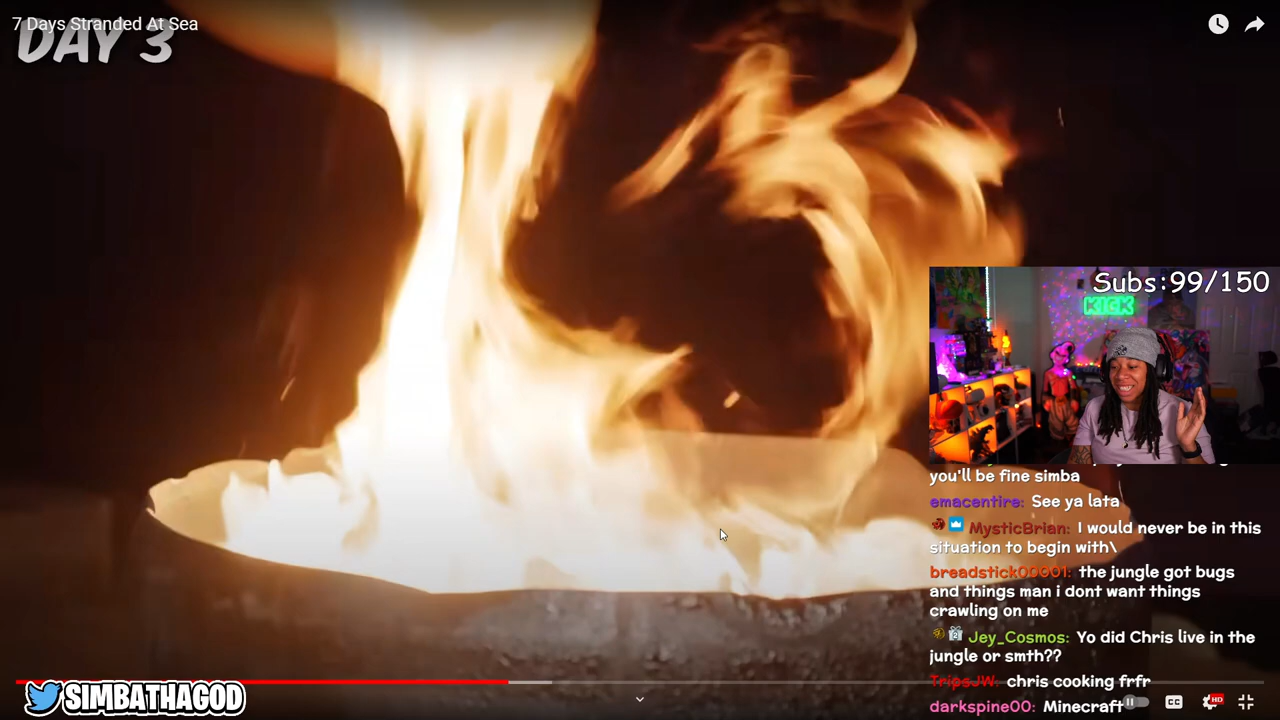 7 Days Stranded At Sea
DAY 3
Subs:99/150
KICK
you'll be fine simba
emacentire: See ya lata
MysticBrian: I would never be in this
situation to begin with\
breadstick00001: the jungle got bugs
and things man i dont want things
crawling on me
Jey_Cosmos: Yo did Chris live in the
jungle or smth??
TripsJW: chris cooking frfr
darkspine00: Minecraft
CC
HD
SIMBATHAGOD